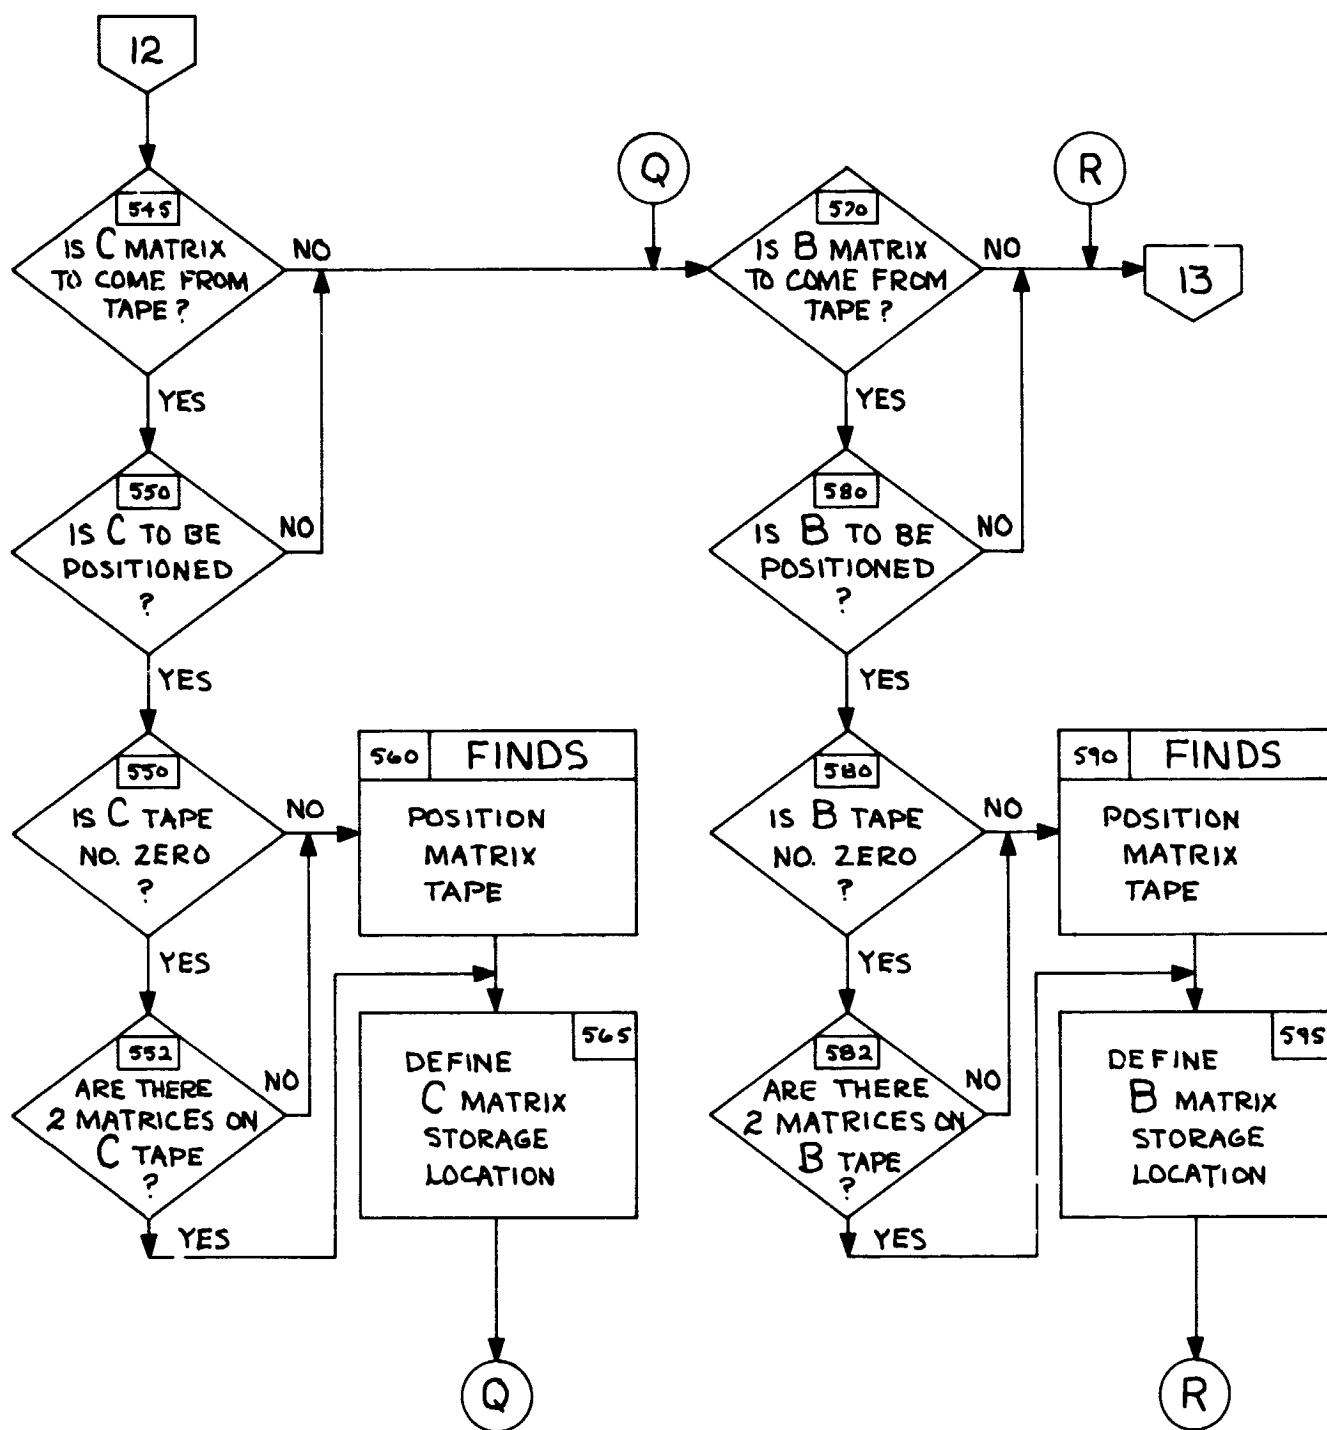 12
545
IS C MATRIX
TO COME FROM
TAPE?
NO
YES
550
IS C TO BE
POSITIONED
?
NO
YES
550
IS C TAPE
NO. ZERO
?
NO
YES
552
ARE THERE
2 MATRICES ON
C TAPE
?
NO
YES
560 FINDS
POSITION
MATRIX
TAPE
565
DEFINE
C MATRIX
STORAGE
LOCATION
Q
Q
570
IS B MATRIX
TO COME FROM
TAPE?
NO
R
13
YES
580
IS B TO BE
POSITIONED
?
NO
YES
580
IS B TAPE
NO. ZERO
?
NO
YES
582
ARE THERE
2 MATRICES ON
B TAPE
?
NO
YES
590 FINDS
POSITION
MATRIX
TAPE
595
DEFINE
B MATRIX
STORAGE
LOCATION
R